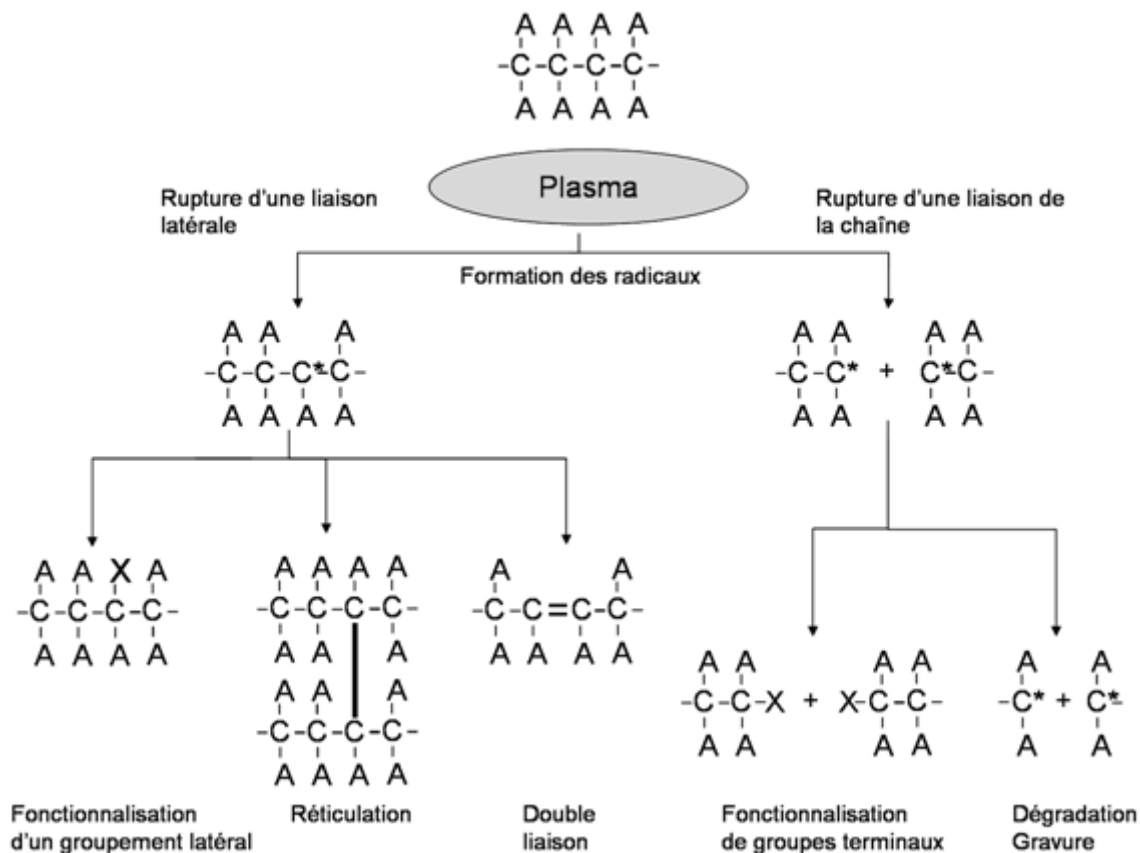 A A A A
-C-C-C-C-
A A A A
Plasma
Rupture d'une liaison
latérale
Rupture d'une liaison de
la chaîne
Formation des radicaux
A A A
-C-C-C*-C-
A A A A
A A
-C-C* + C*-C-
A A A A
A A X A
-C-C-C-C-
A A A A
A A A A
-C-C-C-C-
A A A
A A A
-C-C-C-C-
A A A A
A A
-C-C=C-C-
A A A A
A A A A
-C-C-X + X-C-C-
A A A A
A A
-C* + C*-
A A
Fonctionnalisation
d'un groupement latéral
Réticulation
Double
liaison
Fonctionnalisation
de groupes terminaux
Dégradation
Gravure